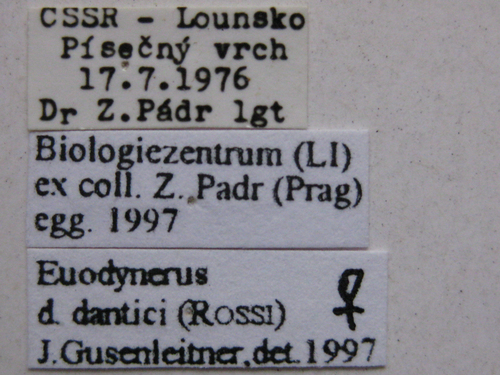 CSSR - Lounsko
Písečný vrch
17.7.1976
Dr Z.Pádr lgt
Biologiezentrum (LI)
ex coll. Z. Padr (Prag)
egg. 1997
Euodynerus
d. dantici (ROSSI) ♀
J.Gusenleitner, det. 1997